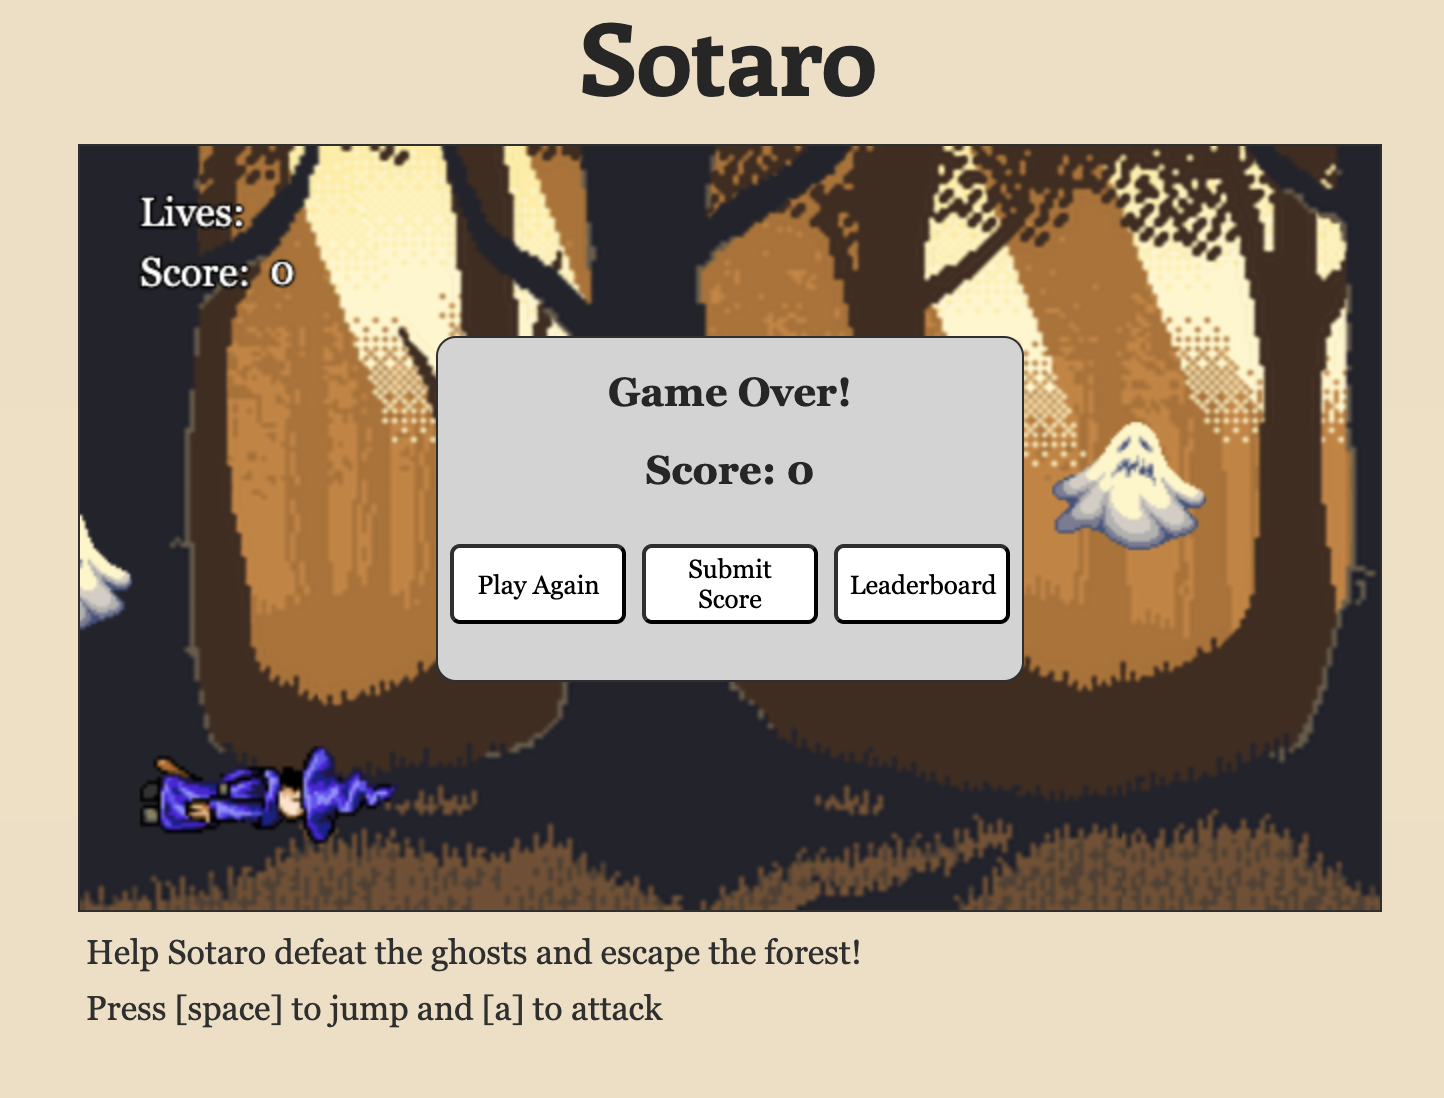 Sotaro
Lives:
Score: 0
Game Over!
Score: 0
Play Again
Submit
Score
Leaderboard
Help Sotaro defeat the ghosts and escape the forest!
Press [space] to jump and [a] to attack